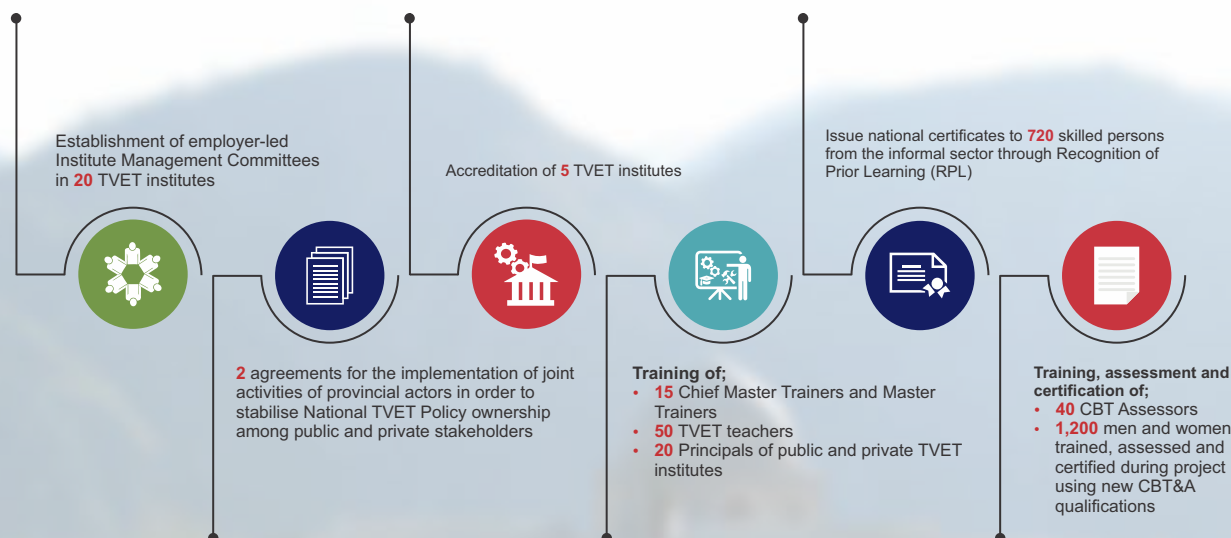 Establishment of employer-led
Institute Management Committees
in 20 TVET institutes
2 agreements for the implementation of joint
activities of provincial actors in order to
stabilise National TVET Policy ownership
among public and private stakeholders
Accreditation of 5 TVET institutes
Training of;
• 15 Chief Master Trainers and Master
Trainers
• 50 TVET teachers
• 20 Principals of public and private TVET
institutes
Issue national certificates to 720 skilled persons
from the informal sector through Recognition of
Prior Learning (RPL)
Training, assessment and
certification of;
• 40 CBT Assessors
• 1,200 men and women
trained, assessed and
certified during project
using new CBT&A
qualifications